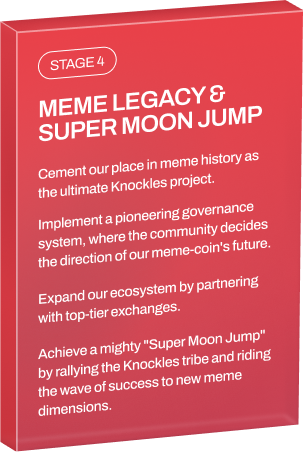 STAGE 4
MEME LEGACY &
SUPER MOON JUMP
Cement our place in meme history as
the ultimate Knockles project.
Implement a pioneering governance
system, where the community decides
the direction of our meme-coin's future.
Expand our ecosystem by partnering
with top-tier exchanges.
Achieve a mighty "Super Moon Jump"
by rallying the Knockles tribe and riding
the wave of success to new meme
dimensions.